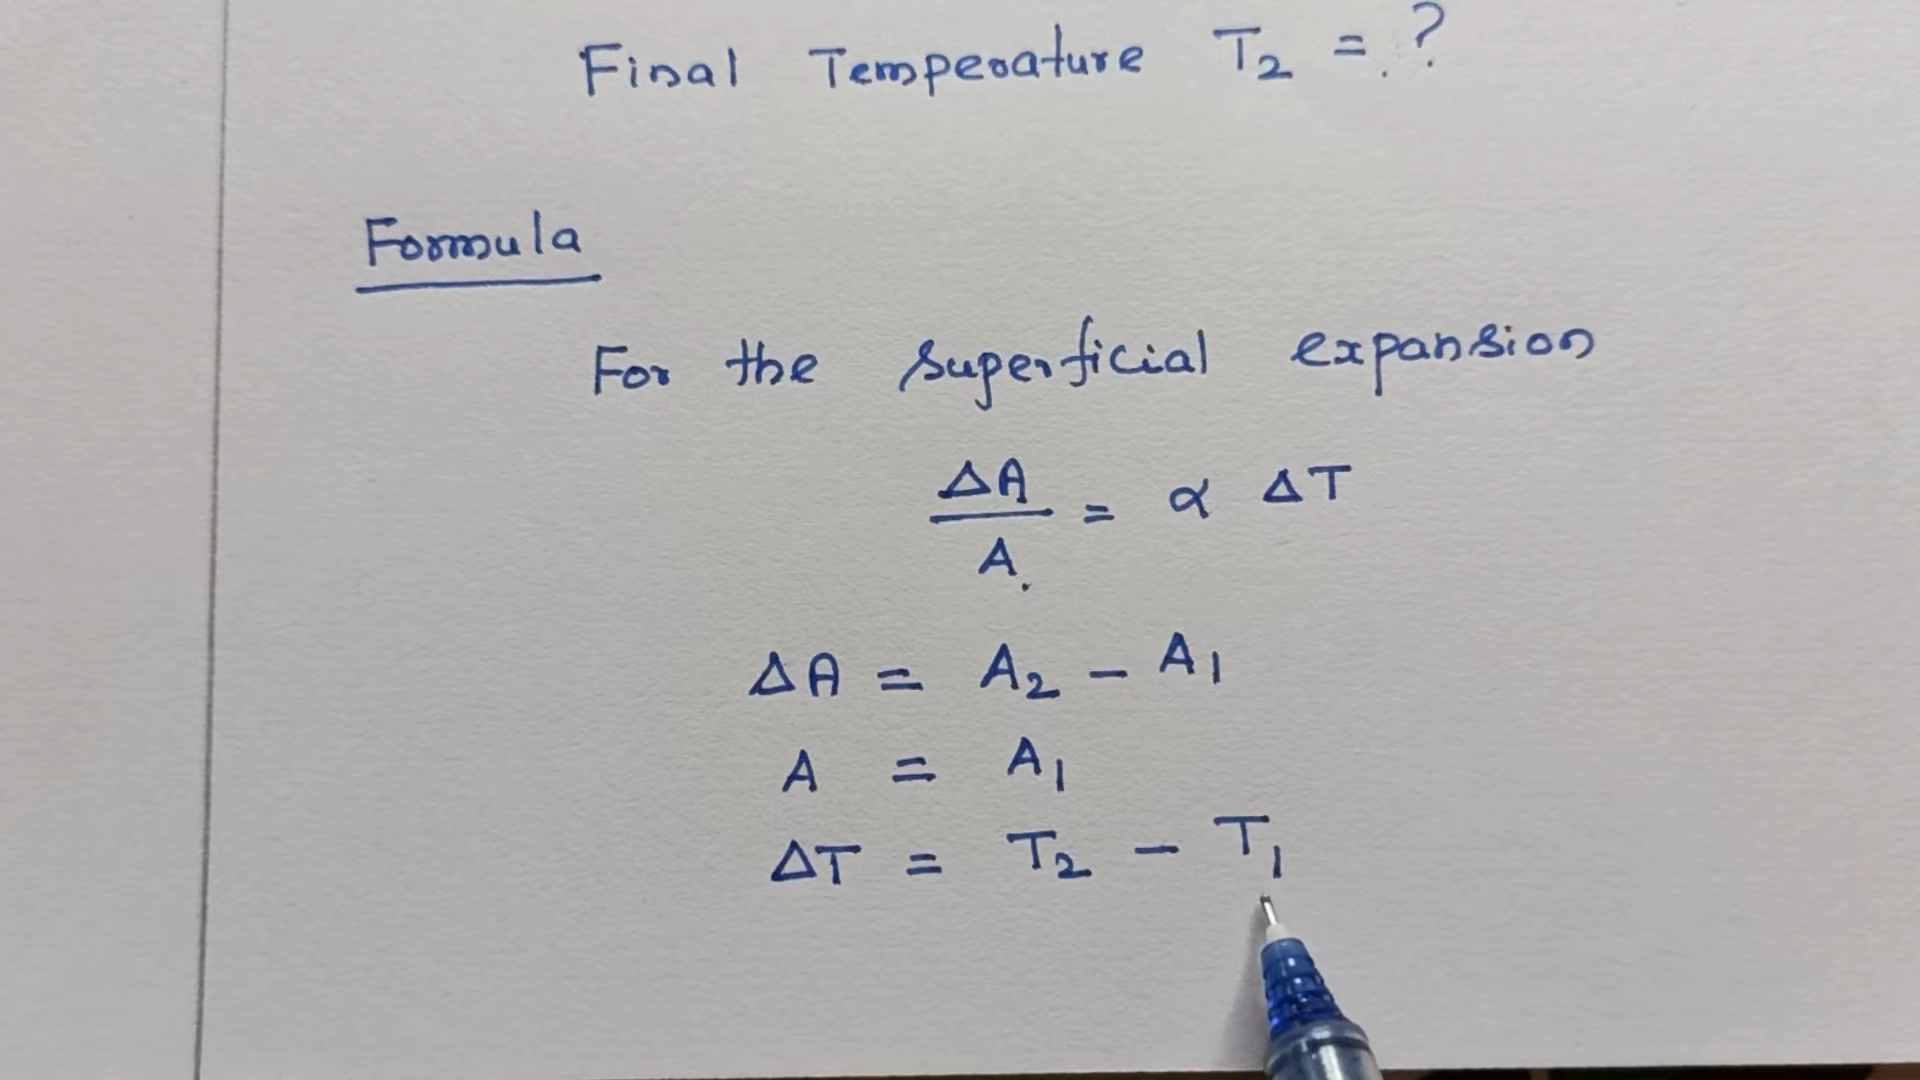 Final Temperature T₂ = ?
Formula
For the superficial expansion
ΔA/A = α ΔT
ΔA = A₂ - A₁
A = A₁
ΔT = T₂ - T₁